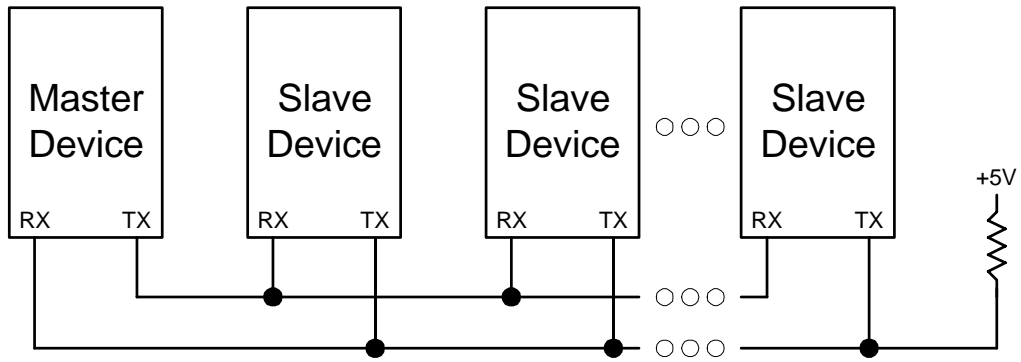 Master Device
Slave Device
Slave Device
Slave Device
+5V
RX TX
RX TX
RX TX
RX TX